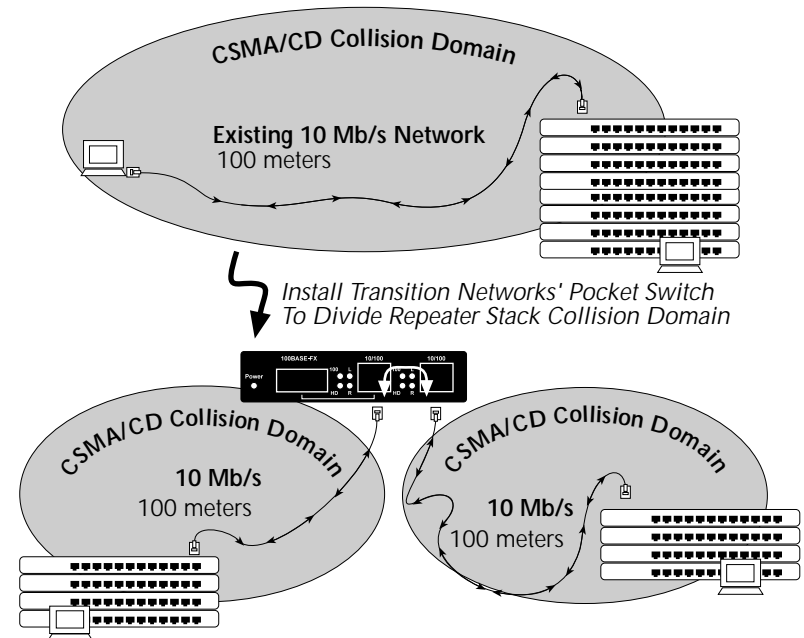 CSMA/CD Collision Domain
Existing 10 Mb/s Network
100 meters
Install Transition Networks' Pocket Switch
To Divide Repeater Stack Collision Domain
100BASE-FX 10/100 10/100
Power 100 L 100 L
HD R HD R
CSMA/CD Collision Domain
10 Mb/s
100 meters
CSMA/CD Collision Domain
10 Mb/s
100 meters